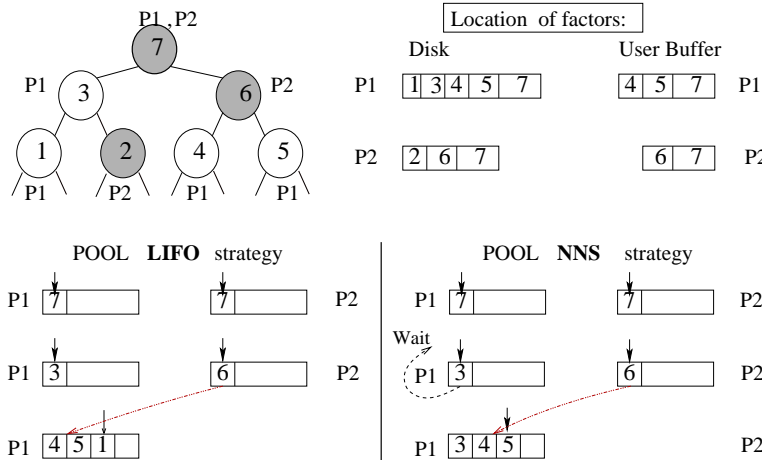 P1 , P2
7
P1 3 6 P2
1 2 4 5
P1 P2 P1 P1
Location of factors:
Disk User Buffer
P1 1 3 4 5 7 4 5 7 P1
P2 2 6 7 6 7 P2
POOL LIFO strategy
P1 7 7 P2
P1 3 6 P2
P1 4 5 1
POOL NNS strategy
P1 7 7 P2
Wait
P1 3 6 P2
P1 3 4 5 P2